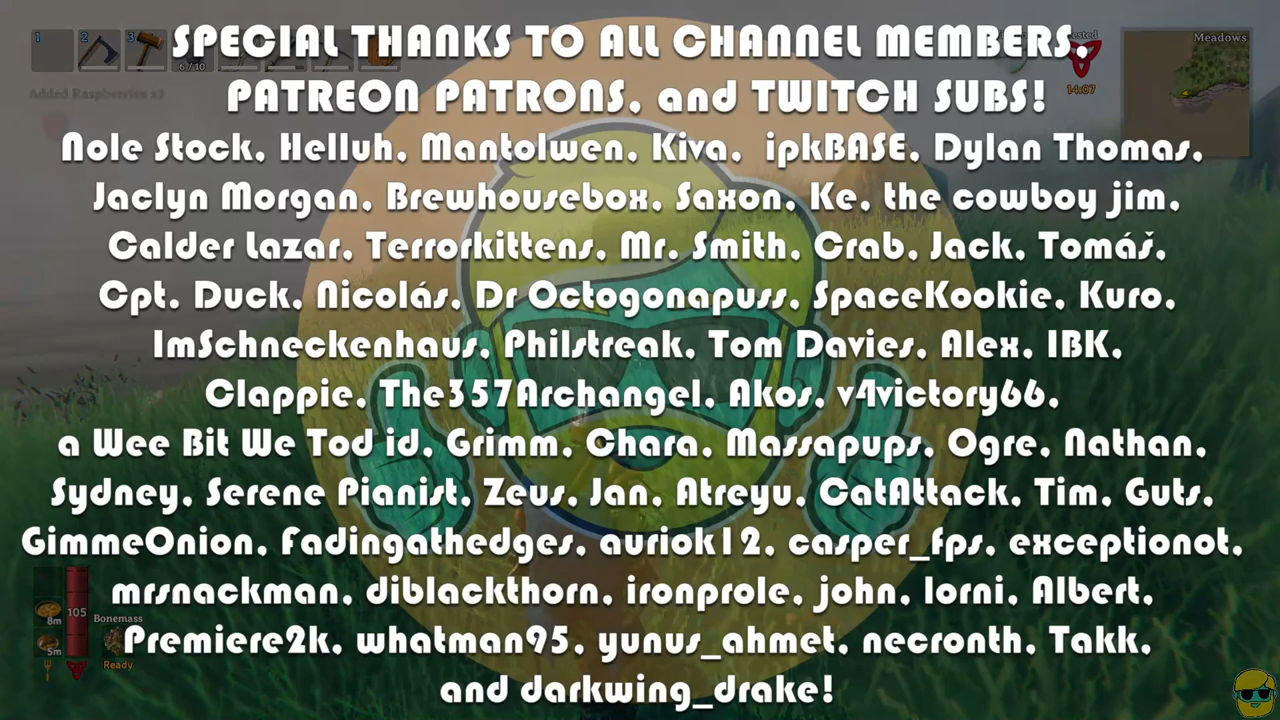 SPECIAL THANKS TO ALL CHANNEL MEMBERS,
PATREON PATRONS, and TWITCH SUBS!
Nole Stock, Helluh, Mantolwen, Kiva, ipkBASE, Dylan Thomas,
Jaclyn Morgan, Brewhousebox, Saxon, Ke, the cowboy jim,
Calder Lazar, Terrorkittens, Mr. Smith, Crab, Jack, Tomáš,
Cpt. Duck, Nicolás, Dr Octogonapuss, SpaceKookie, Kuro,
ImSchneckenhaus, Philstreak, Tom Davies, Alex, IBK,
Clappie, The357Archangel, Akos, v4victory66,
a Wee Bit We Tod id, Grimm, Chara, Massapups, Ogre, Nathan,
Sydney, Serene Pianist, Zeus, Jan, Atreyu, CatAttack, Tim, Guts,
GimmeOnion, Fadingathedges, auriok12, casper_fps, exceptionot,
mrsnackman, diblackthorn, ironprole, john, lorni, Albert,
Premiere2k, whatman95, yunus_ahmet, necronth, Takk,
and darkwing_drake!
1
2
3
6/10
Added Raspberries x3
14:07
Meadows
8m
105
Bonemass
5m
Ready